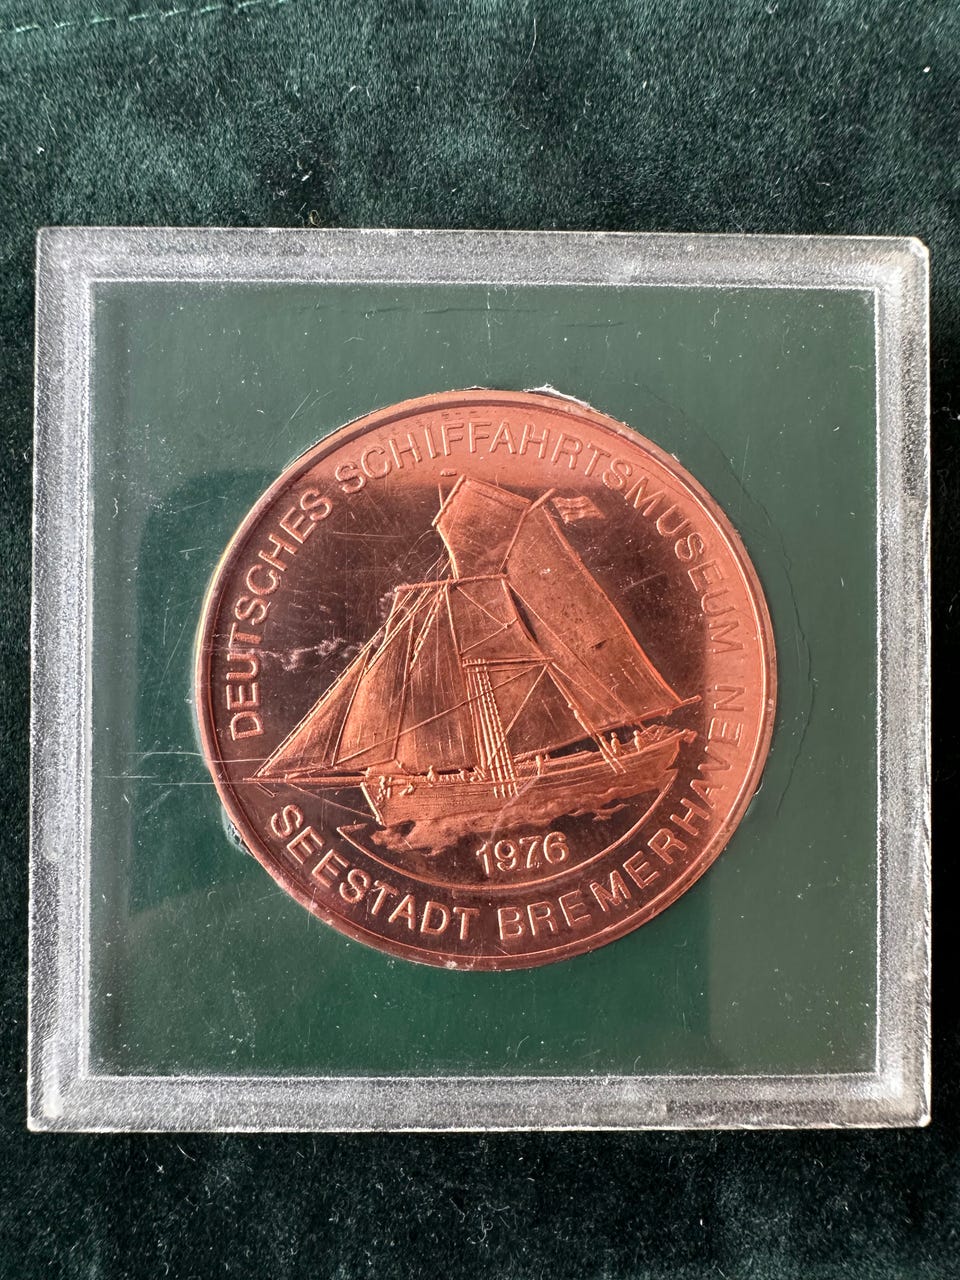 DEUTSCHES SCHIFFAHRTSMUSEUM
SEESTADT BREMERHAVEN
1976